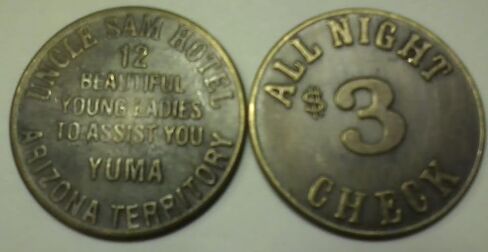 UNCLE SAM HOTEL
12
BEAUTIFUL
YOUNG LADIES
TO ASSIST YOU
YUMA
ARIZONA TERRITORY
ALL NIGHT
$3
CHECK